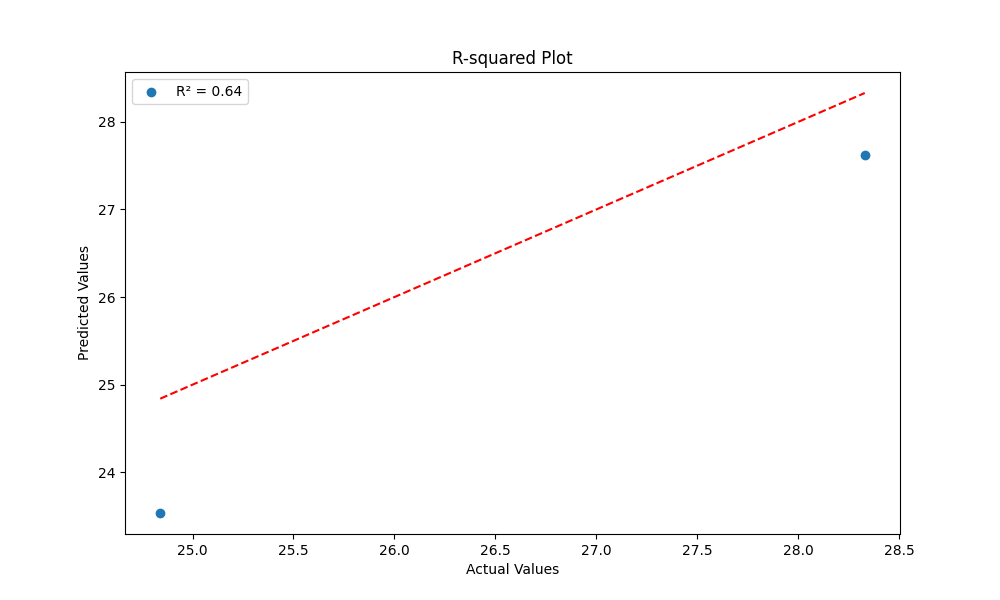 R-squared Plot
R² = 0.64
28
27
26
25
24
Predicted Values
25.0 25.5 26.0 26.5 27.0 27.5 28.0 28.5
Actual Values